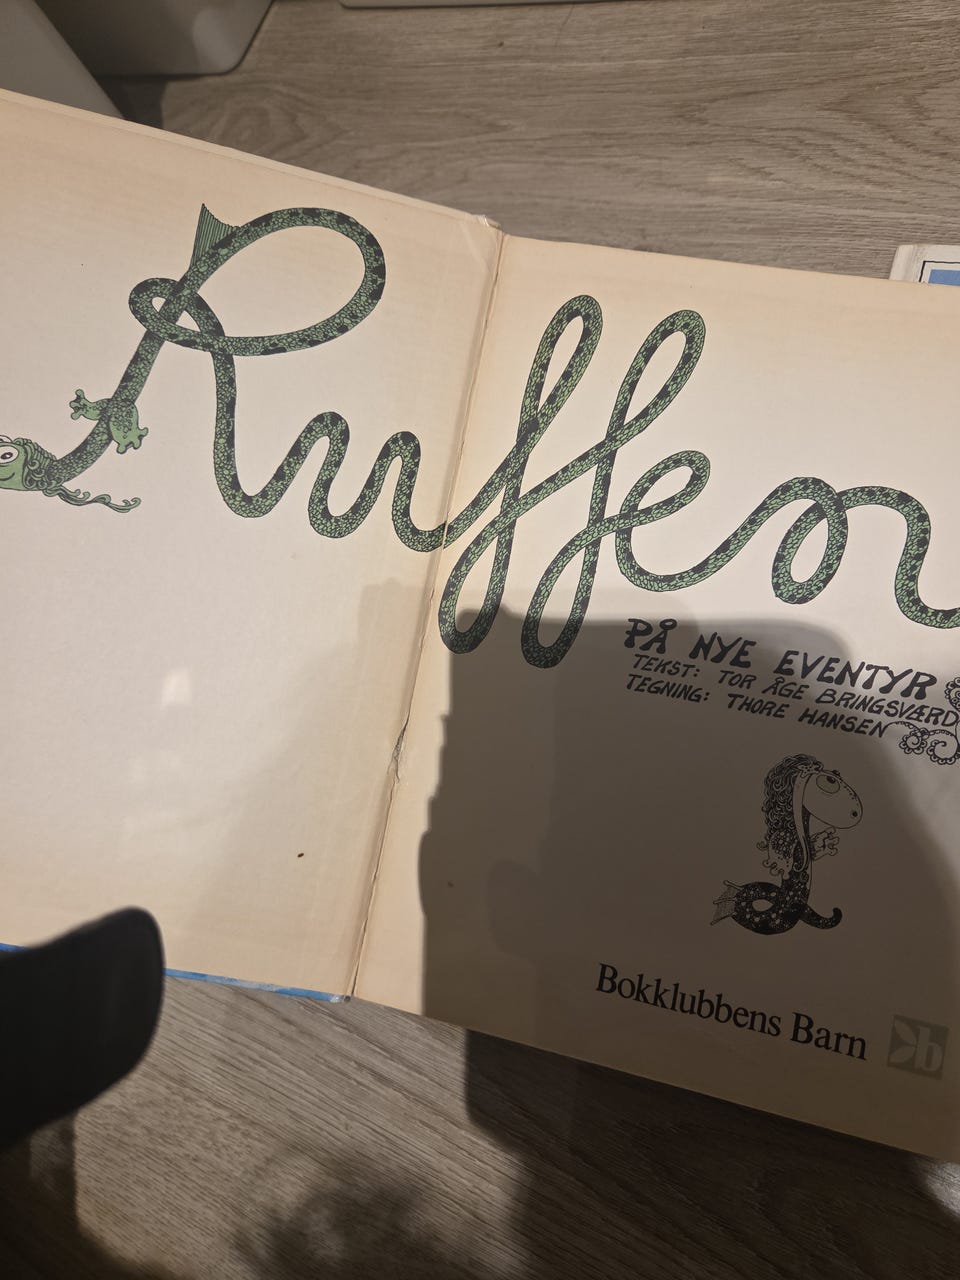 Ruffen
PÅ NYE EVENTYR
TEKST: TOR ÅGE BRINGSVÆRD
TEGNING: THORE HANSEN
Bokklubbens Barn
b